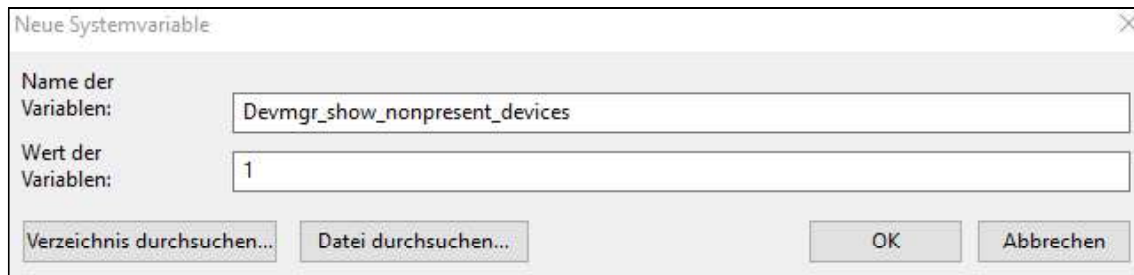 Neue Systemvariable
Name der
Variablen:
Devmgr_show_nonpresent_devices
Wert der
Variablen:
1
Verzeichnis durchsuchen...
Datei durchsuchen...
OK
Abbrechen